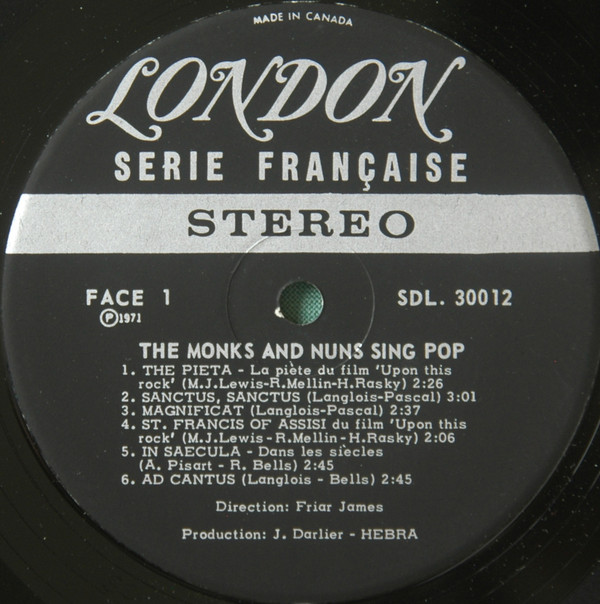 MADE IN CANADA
LONDON
SERIE FRANÇAISE
STEREO
FACE 1
SDL. 30012
Ⓟ1971
THE MONKS AND NUNS SING POP
1. THE PIETA - La piète du film 'Upon this
rock' (M.J.Lewis-R.Mellin-H.Rasky) 2:26
2. SANCTUS, SANCTUS (Langlois-Pascal) 3:01
3. MAGNIFICAT (Langlois-Pascal) 2:37
4. ST. FRANCIS OF ASSISI du film 'Upon this
rock' (M.J.Lewis-R.Mellin-H.Rasky) 2:06
5. IN SAECULA - Dans les siècles
(A. Pisart - R. Bells) 2:45
6. AD CANTUS (Langlois - Bells) 2:45
Direction: Friar James
Production: J. Darlier - HEBRA